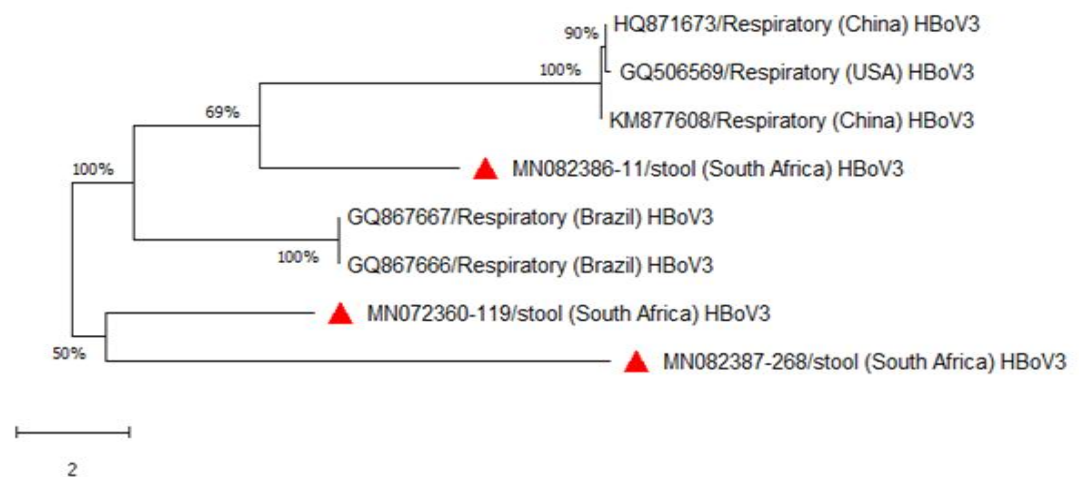 HQ871673/Respiratory (China) HBoV3
90%
GQ506569/Respiratory (USA) HBoV3
100%
KM877608/Respiratory (China) HBoV3
69%
MN082386-11/stool (South Africa) HBoV3
100%
GQ867667/Respiratory (Brazil) HBoV3
100%
GQ867666/Respiratory (Brazil) HBoV3
MN072360-119/stool (South Africa) HBoV3
50%
MN082387-268/stool (South Africa) HBoV3
2